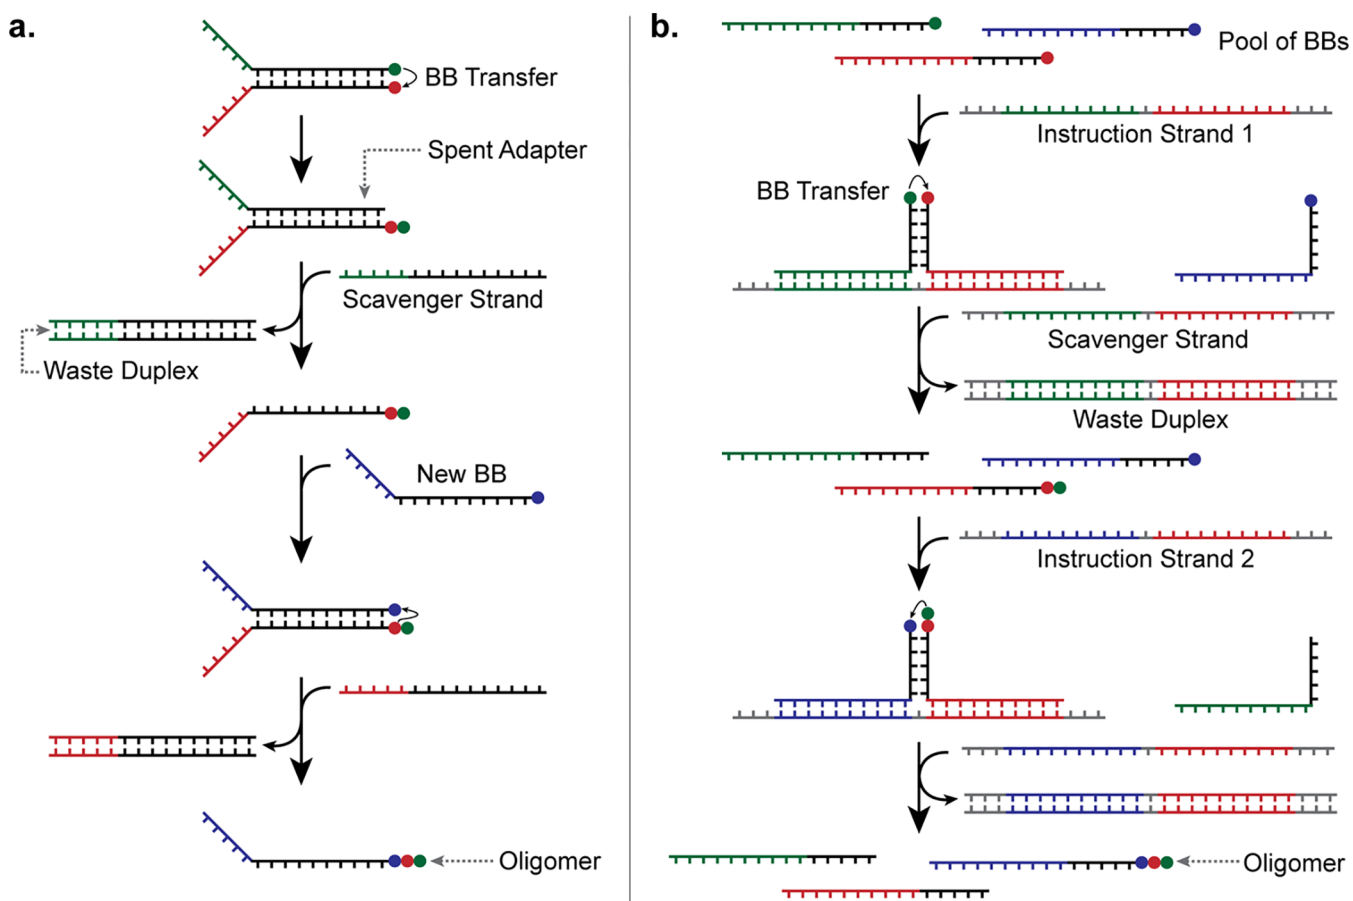 a.
BB Transfer
Spent Adapter
Scavenger Strand
Waste Duplex
New BB
Oligomer
b.
Pool of BBs
Instruction Strand 1
BB Transfer
Scavenger Strand
Waste Duplex
Instruction Strand 2
Oligomer